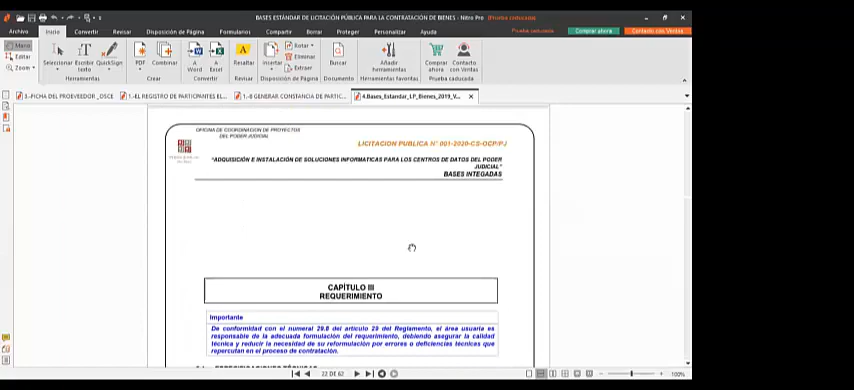 BASES ESTANDAR DE LICITACIÓN PÚBLICA PARA LA CONTRATACIÓN DE BIENES - Nitro Pro (Prueba caducada)
Archivo Inicio Convertir Revisar Disposición de Página Formularios Compartir Borrar Proteger Personalizar Ayuda Prueba caducada Comprar ahora Contacto con Ventas
Mano
Editar
Zoom
Seleccionar Escribir texto QuickSign
Herramientas
PDF Combinar
Crear
A Word A Excel
Convertir
Resaltar
Revisar
Insertar Rotar Eliminar Extraer
Disposición de Página
Buscar
Documento
Añadir herramientas
Herramientas favoritas
Comprar ahora Contacto con Ventas
Prueba caducada
3.-FICHA DEL PROEVEEDOR _OSCE 1.-EL REGISTRO DE PARTICIPANTES EL... 1.-6 GENERAR CONSTANCIA DE PARTIC... 4.Bases_Estandar_LP_Bienes_2019_V...
OFICINA DE COORDINACION DE PROYECTOS
DEL PODER JUDICIAL
LICITACION PUBLICA N° 001-2020-CS-OCP/PJ
"ADQUISICIÓN E INSTALACIÓN DE SOLUCIONES INFORMATICAS PARA LOS CENTROS DE DATOS DEL PODER
JUDICIAL"
BASES INTEGADAS
CAPÍTULO III
REQUERIMIENTO
Importante
De conformidad con el numeral 29.8 del artículo 29 del Reglamento, el área usuaria es
responsable de la adecuada formulación del requerimiento, debiendo asegurar la calidad
técnica y reducir la necesidad de su reformulación por errores o deficiencias técnicas que
repercutan en el proceso de contratación.
22 DE 62
100%